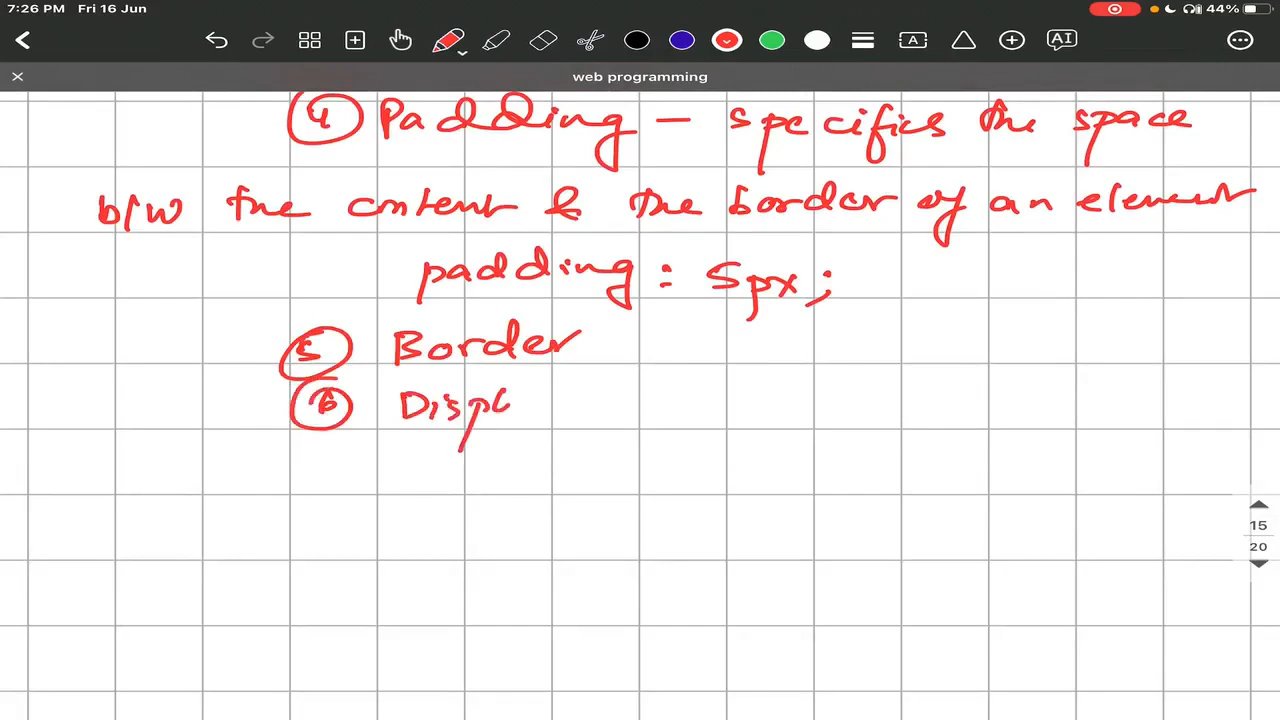 7:26 PM Fri 16 Jun 44%
A AI
web programming
4 Padding - specifies the space
b/w the content & the border of an element
padding : 5px;
5 Border
6 Displ
15
20